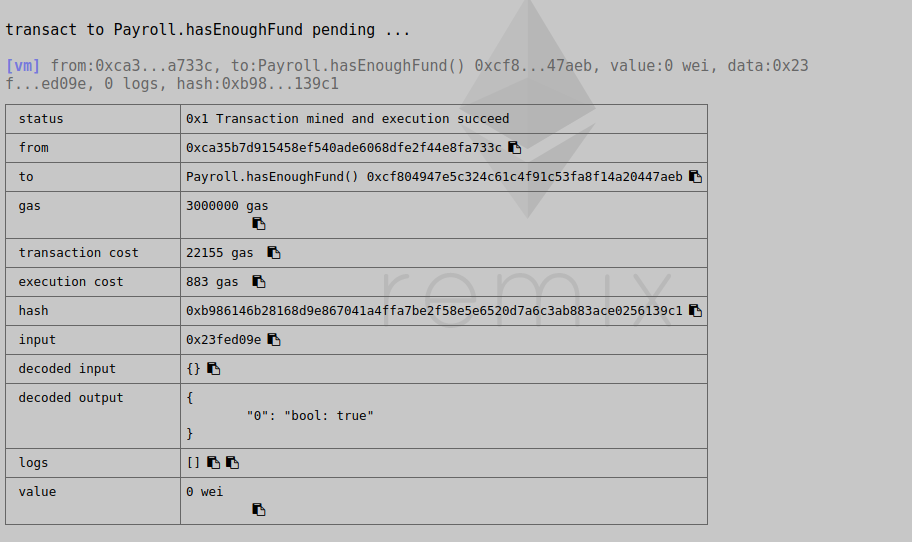 transact to Payroll.hasEnoughFund pending ...
[vm] from:0xca3...a733c, to:Payroll.hasEnoughFund() 0xcf8...47aeb, value:0 wei, data:0x23
f...ed09e, 0 logs, hash:0xb98...139c1
status 0x1 Transaction mined and execution succeed
from 0xca35b7d915458ef540ade6068dfe2f44e8fa733c
to Payroll.hasEnoughFund() 0xcf804947e5c324c61c4f91c53fa8f14a20447aeb
gas 3000000 gas
transaction cost 22155 gas
execution cost 883 gas
remix
hash 0xb986146b28168d9e867041a4ffa7be2f58e5e6520d7a6c3ab883ace0256139c1
input 0x23fed09e
decoded input {}
decoded output {
"0": "bool: true"
}
logs []
value 0 wei